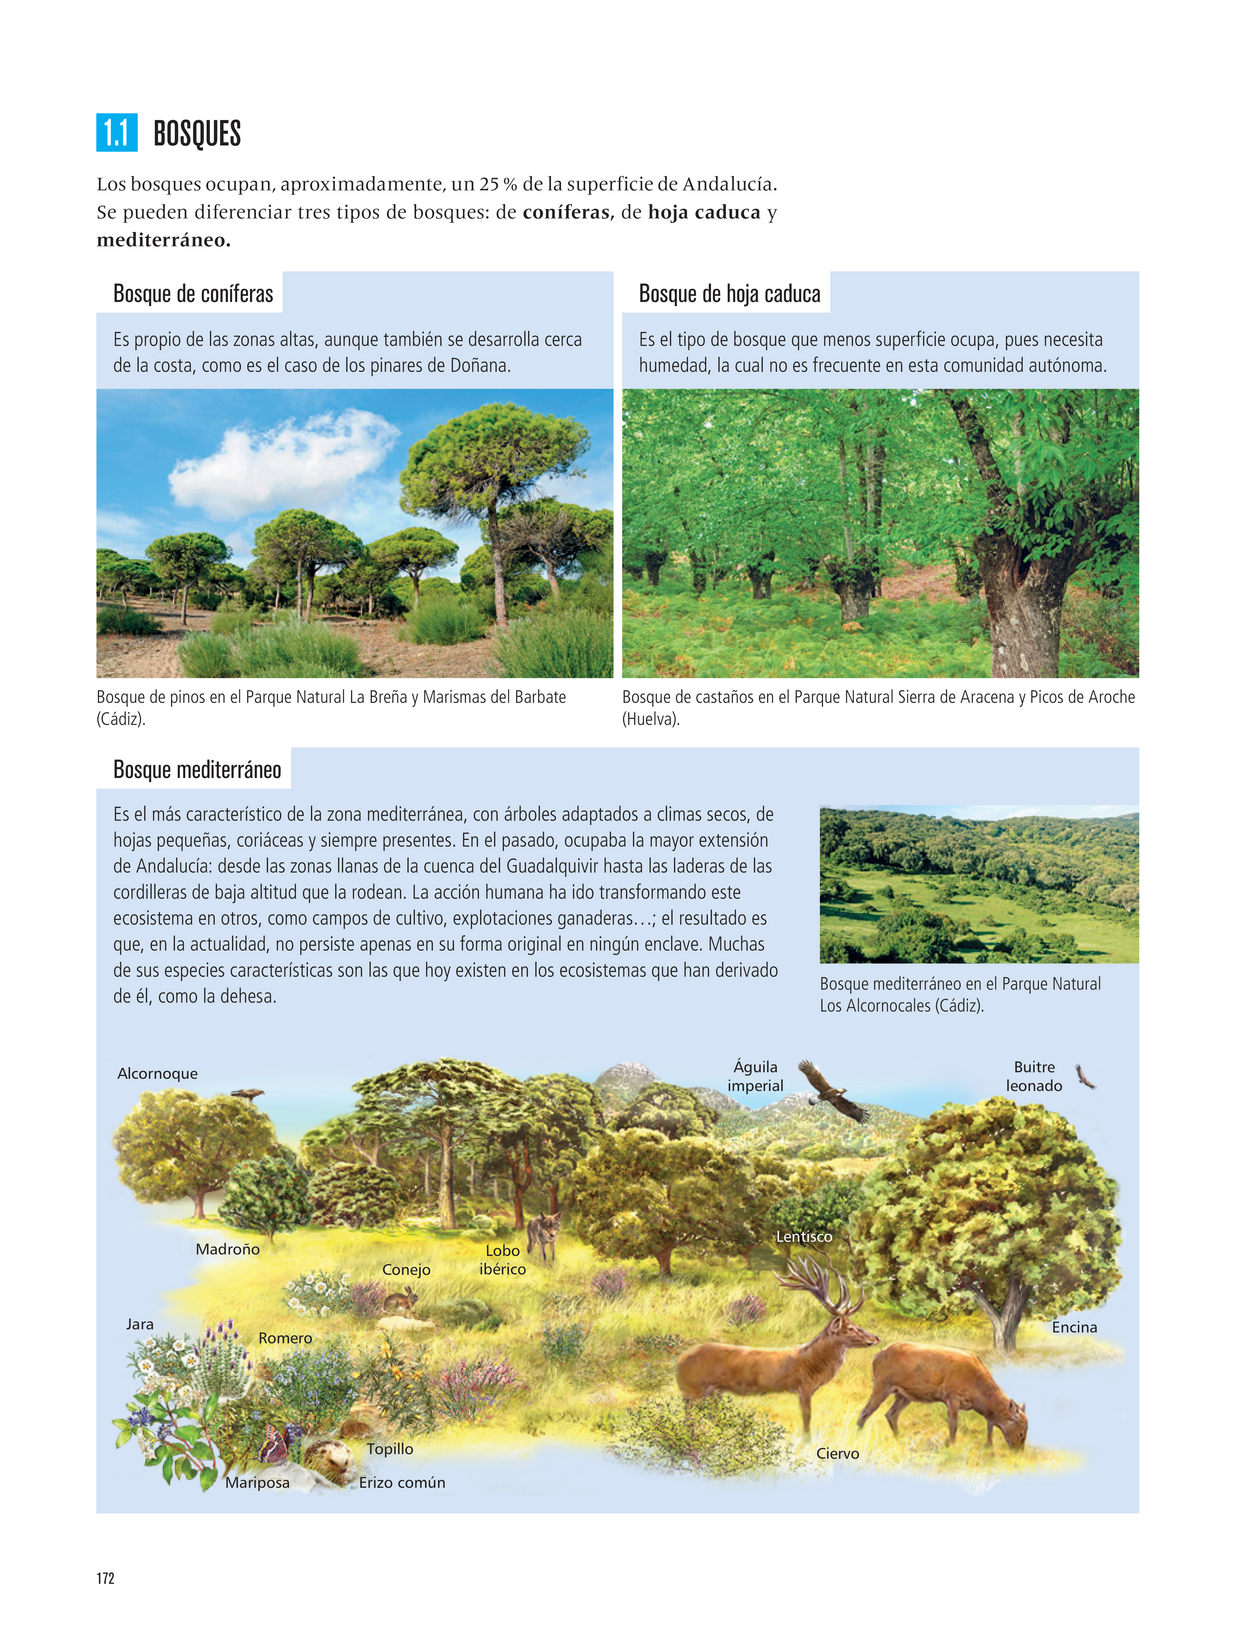 1.1 BOSQUES
Los bosques ocupan, aproximadamente, un 25 % de la superficie de Andalucía.
Se pueden diferenciar tres tipos de bosques: de coníferas, de hoja caduca y
mediterráneo.
Bosque de coníferas
Es propio de las zonas altas, aunque también se desarrolla cerca
de la costa, como es el caso de los pinares de Doñana.
Bosque de pinos en el Parque Natural La Breña y Marismas del Barbate
(Cádiz).
Bosque de hoja caduca
Es el tipo de bosque que menos superficie ocupa, pues necesita
humedad, la cual no es frecuente en esta comunidad autónoma.
Bosque de castaños en el Parque Natural Sierra de Aracena y Picos de Aroche
(Huelva).
Bosque mediterráneo
Es el más característico de la zona mediterránea, con árboles adaptados a climas secos, de
hojas pequeñas, coriáceas y siempre presentes. En el pasado, ocupaba la mayor extensión
de Andalucía: desde las zonas llanas de la cuenca del Guadalquivir hasta las laderas de las
cordilleras de baja altitud que la rodean. La acción humana ha ido transformando este
ecosistema en otros, como campos de cultivo, explotaciones ganaderas…; el resultado es
que, en la actualidad, no persiste apenas en su forma original en ningún enclave. Muchas
de sus especies características son las que hoy existen en los ecosistemas que han derivado
de él, como la dehesa.
Bosque mediterráneo en el Parque Natural
Los Alcornocales (Cádiz).
Alcornoque
Águila
imperial
Buitre
leonado
Madroño
Conejo
Lobo
ibérico
Lentisco
Jara
Romero
Encina
Topillo
Ciervo
Mariposa
Erizo común
172